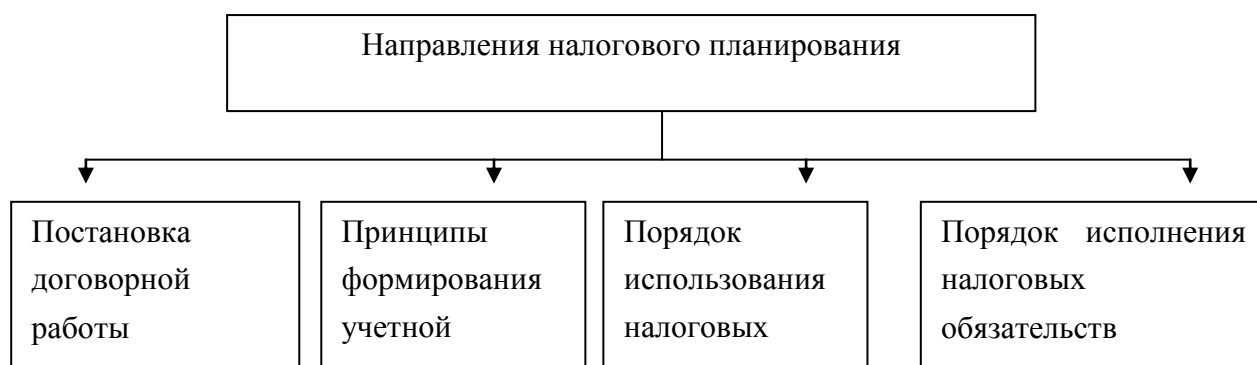 Направления налогового планирования
Постановка
договорной
работы
Принципы
формирования
учетной
Порядок
использования
налоговых
Порядок исполнения
налоговых
обязательств